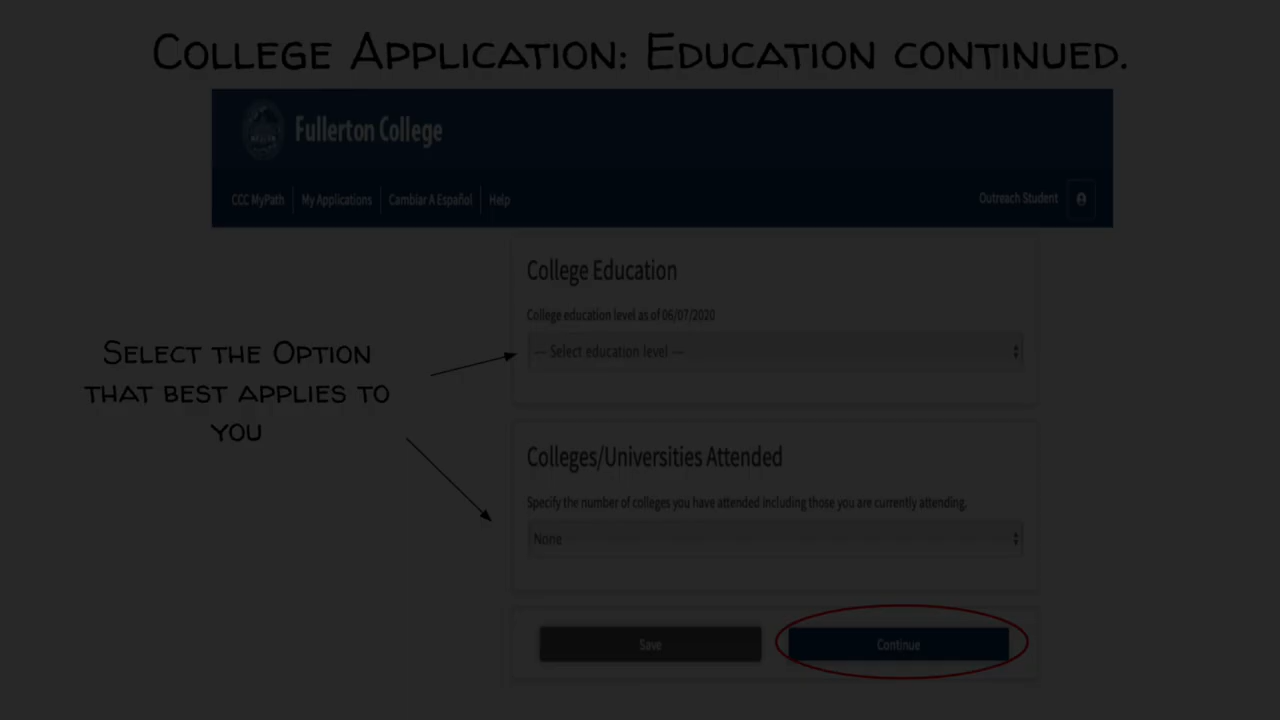 College Application: Education continued.
Fullerton College
CCC MyPath
My Applications
Cambiar A Español
Help
Outreach Student
College Education
College education level as of 06/07/2020
--- Select education level ---
Select the Option
that best applies to
you
Colleges/Universities Attended
Specify the number of colleges you have attended including those you are currently attending.
None
Save
Continue